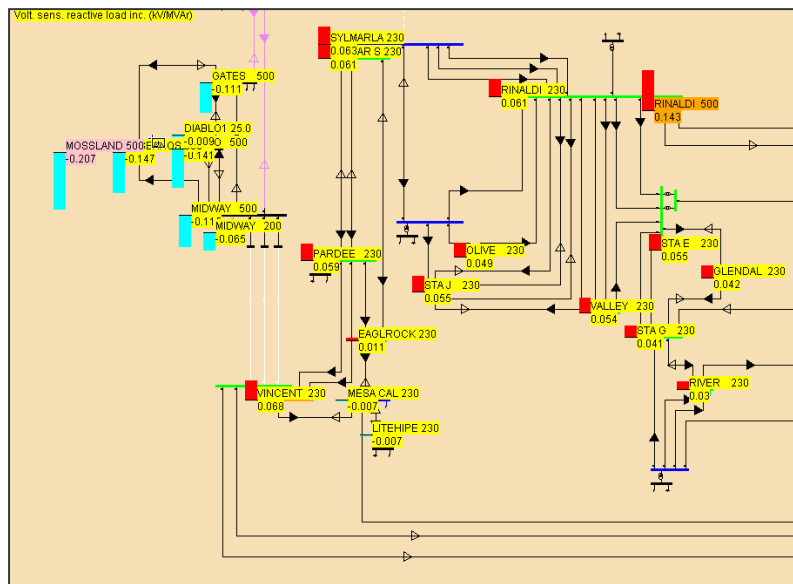 Volt. sens. reactive load inc. (kV/MVAr)
SYLMARLA 230
0.063 AR S 230
0.061
GATES 500
-0.111
RINALDI 230
0.061
RINALDI 500
0.143
DIABLO1 25.0
-0.009 O 500
-0.141
MOSSLAND 500
-0.207
-0.147
MIDWAY 500
MIDWAY 200
-0.065
PARDEE 230
0.059
OLIVE 230
0.049
STA E 230
0.055
STA J 230
0.055
GLENDAL 230
0.042
VALLEY 230
0.054
EAGLROCK 230
0.011
STA G 230
0.041
VINCENT 230
0.068
MESA CAL 230
-0.007
RIVER 230
0.03
LITEHIPE 230
-0.007